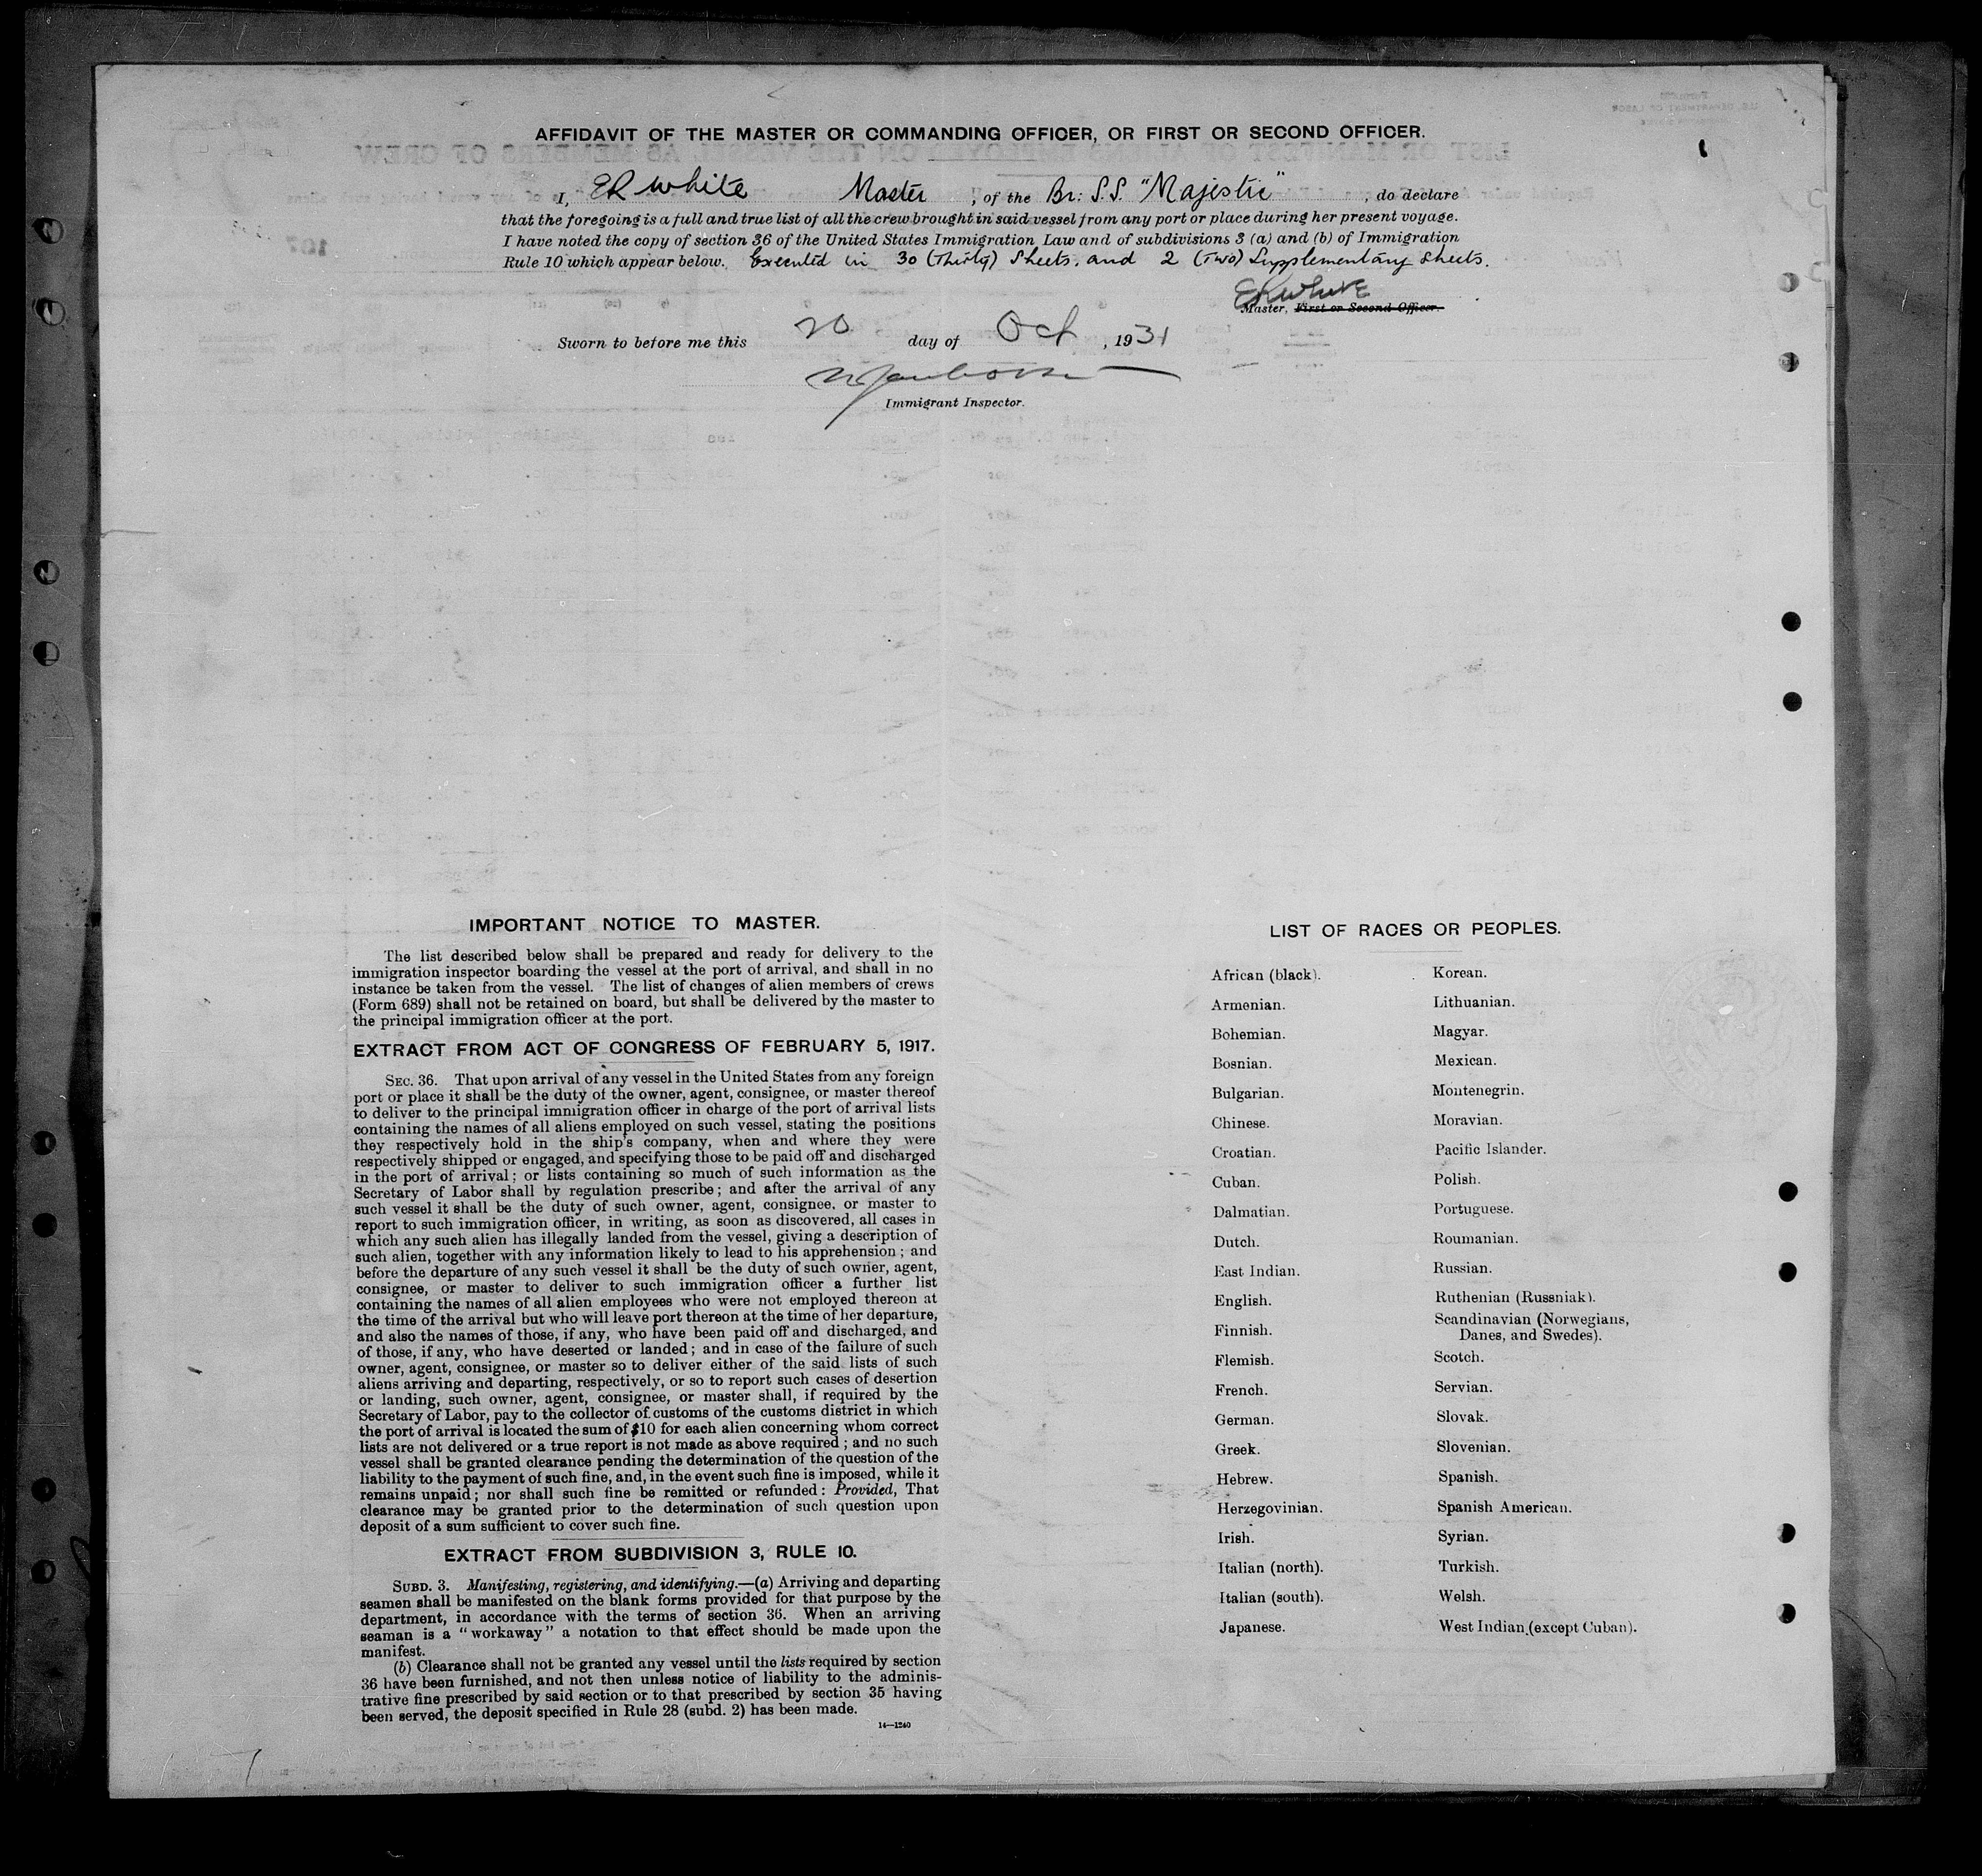 AFFIDAVIT OF THE MASTER OR COMMANDING OFFICER, OR FIRST OR SECOND OFFICER.
I, ER White Master, of the Br: S.S. "Majestic", do declare
that the foregoing is a full and true list of all the crew brought in said vessel from any port or place during her present voyage.
I have noted the copy of section 36 of the United States Immigration Law and of subdivisions 3 (a) and (b) of Immigration
Rule 10 which appear below. Executed in 30 (Thirty) Sheets. and 2 (Two) Supplementary Sheets.
ER White
Master, First or Second Officer.
Sworn to before me this 20 day of Oct, 1931
Immigrant Inspector.
IMPORTANT NOTICE TO MASTER.
The list described below shall be prepared and ready for delivery to the
immigration inspector boarding the vessel at the port of arrival, and shall in no
instance be taken from the vessel. The list of changes of alien members of crews
(Form 689) shall not be retained on board, but shall be delivered by the master to
the principal immigration officer at the port.
EXTRACT FROM ACT OF CONGRESS OF FEBRUARY 5, 1917.
SEC. 36. That upon arrival of any vessel in the United States from any foreign
port or place it shall be the duty of the owner, agent, consignee, or master thereof
to deliver to the principal immigration officer in charge of the port of arrival lists
containing the names of all aliens employed on such vessel, stating the positions
they respectively hold in the ship's company, when and where they were
respectively shipped or engaged, and specifying those to be paid off and discharged
in the port of arrival; or lists containing so much of such information as the
Secretary of Labor shall by regulation prescribe; and after the arrival of any
such vessel it shall be the duty of such owner, agent, consignee, or master to
report to such immigration officer, in writing, as soon as discovered, all cases in
which any such alien has illegally landed from the vessel, giving a description of
such alien, together with any information likely to lead to his apprehension; and
before the departure of any such vessel it shall be the duty of such owner, agent,
consignee, or master to deliver to such immigration officer a further list
containing the names of all alien employees who were not employed thereon at
the time of the arrival but who will leave port thereon at the time of her departure,
and also the names of those, if any, who have been paid off and discharged, and
of those, if any, who have deserted or landed; and in case of the failure of such
owner, agent, consignee, or master so to deliver either of the said lists of such
aliens arriving and departing, respectively, or so to report such cases of desertion
or landing, such owner, agent, consignee, or master shall, if required by the
Secretary of Labor, pay to the collector of customs of the customs district in which
the port of arrival is located the sum of $10 for each alien concerning whom correct
lists are not delivered or a true report is not made as above required; and no such
vessel shall be granted clearance pending the determination of the question of the
liability to the payment of such fine, and, in the event such fine is imposed, while it
remains unpaid; nor shall such fine be remitted or refunded: Provided, That
clearance may be granted prior to the determination of such question upon
deposit of a sum sufficient to cover such fine.
EXTRACT FROM SUBDIVISION 3, RULE 10.
SUBD. 3. Manifesting, registering, and identifying.—(a) Arriving and departing
seamen shall be manifested on the blank forms provided for that purpose by the
department, in accordance with the terms of section 36. When an arriving
seaman is a "workaway" a notation to that effect should be made upon the
manifest.
(b) Clearance shall not be granted any vessel until the lists required by section
36 have been furnished, and not then unless notice of liability to the adminis-
trative fine prescribed by said section or to that prescribed by section 35 having
been served, the deposit specified in Rule 28 (subd. 2) has been made.
14—1240
LIST OF RACES OR PEOPLES.
African (black).
Armenian.
Bohemian.
Bosnian.
Bulgarian.
Chinese.
Croatian.
Cuban.
Dalmatian.
Dutch.
East Indian.
English.
Finnish.
Flemish.
French.
German.
Greek.
Hebrew.
Herzegovinian.
Irish.
Italian (north).
Italian (south).
Japanese.
Korean.
Lithuanian.
Magyar.
Mexican.
Montenegrin.
Moravian.
Pacific Islander.
Polish.
Portuguese.
Roumanian.
Russian.
Ruthenian (Russniak).
Scandinavian (Norwegians,
Danes, and Swedes).
Scotch.
Servian.
Slovak.
Slovenian.
Spanish.
Spanish American.
Syrian.
Turkish.
Welsh.
West Indian (except Cuban).